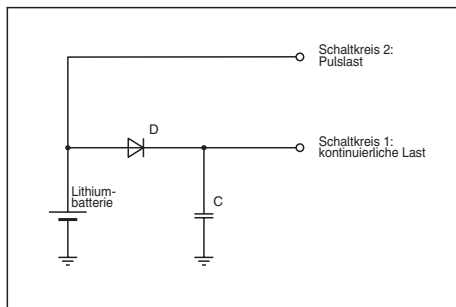 Schaltkreis 2:
Pulslast
D
Schaltkreis 1:
kontinuierliche Last
Lithium-
batterie
C